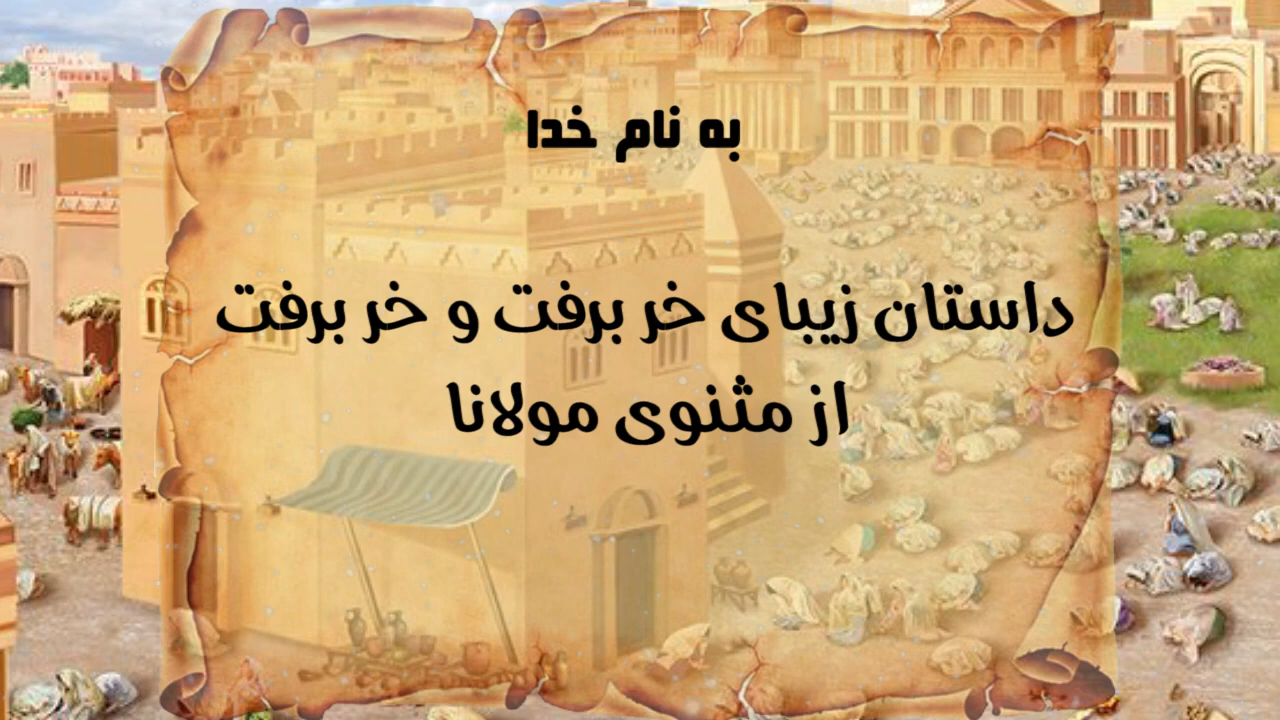 به نام خدا
داستان زیبای خر برفت و خر برفت
از مثنوی مولانا